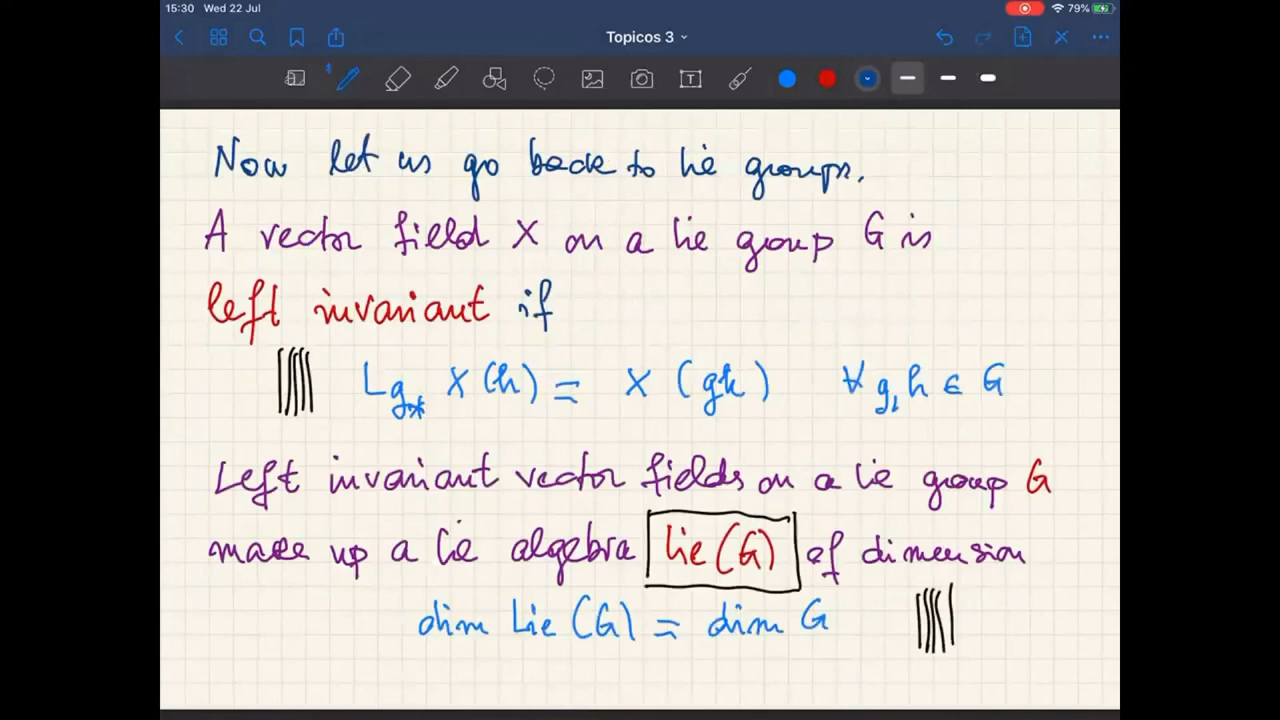 15:30 Wed 22 Jul 79%
Topicos 3
T
Now let us go back to Lie groups.
A vector field X on a Lie group G is
left invariant if
Lg* X(h) = X(gh) ∀ g,h ∈ G
Left invariant vector fields on a Lie group G
make up a Lie algebra Lie(G) of dimension
dim Lie(G) = dim G